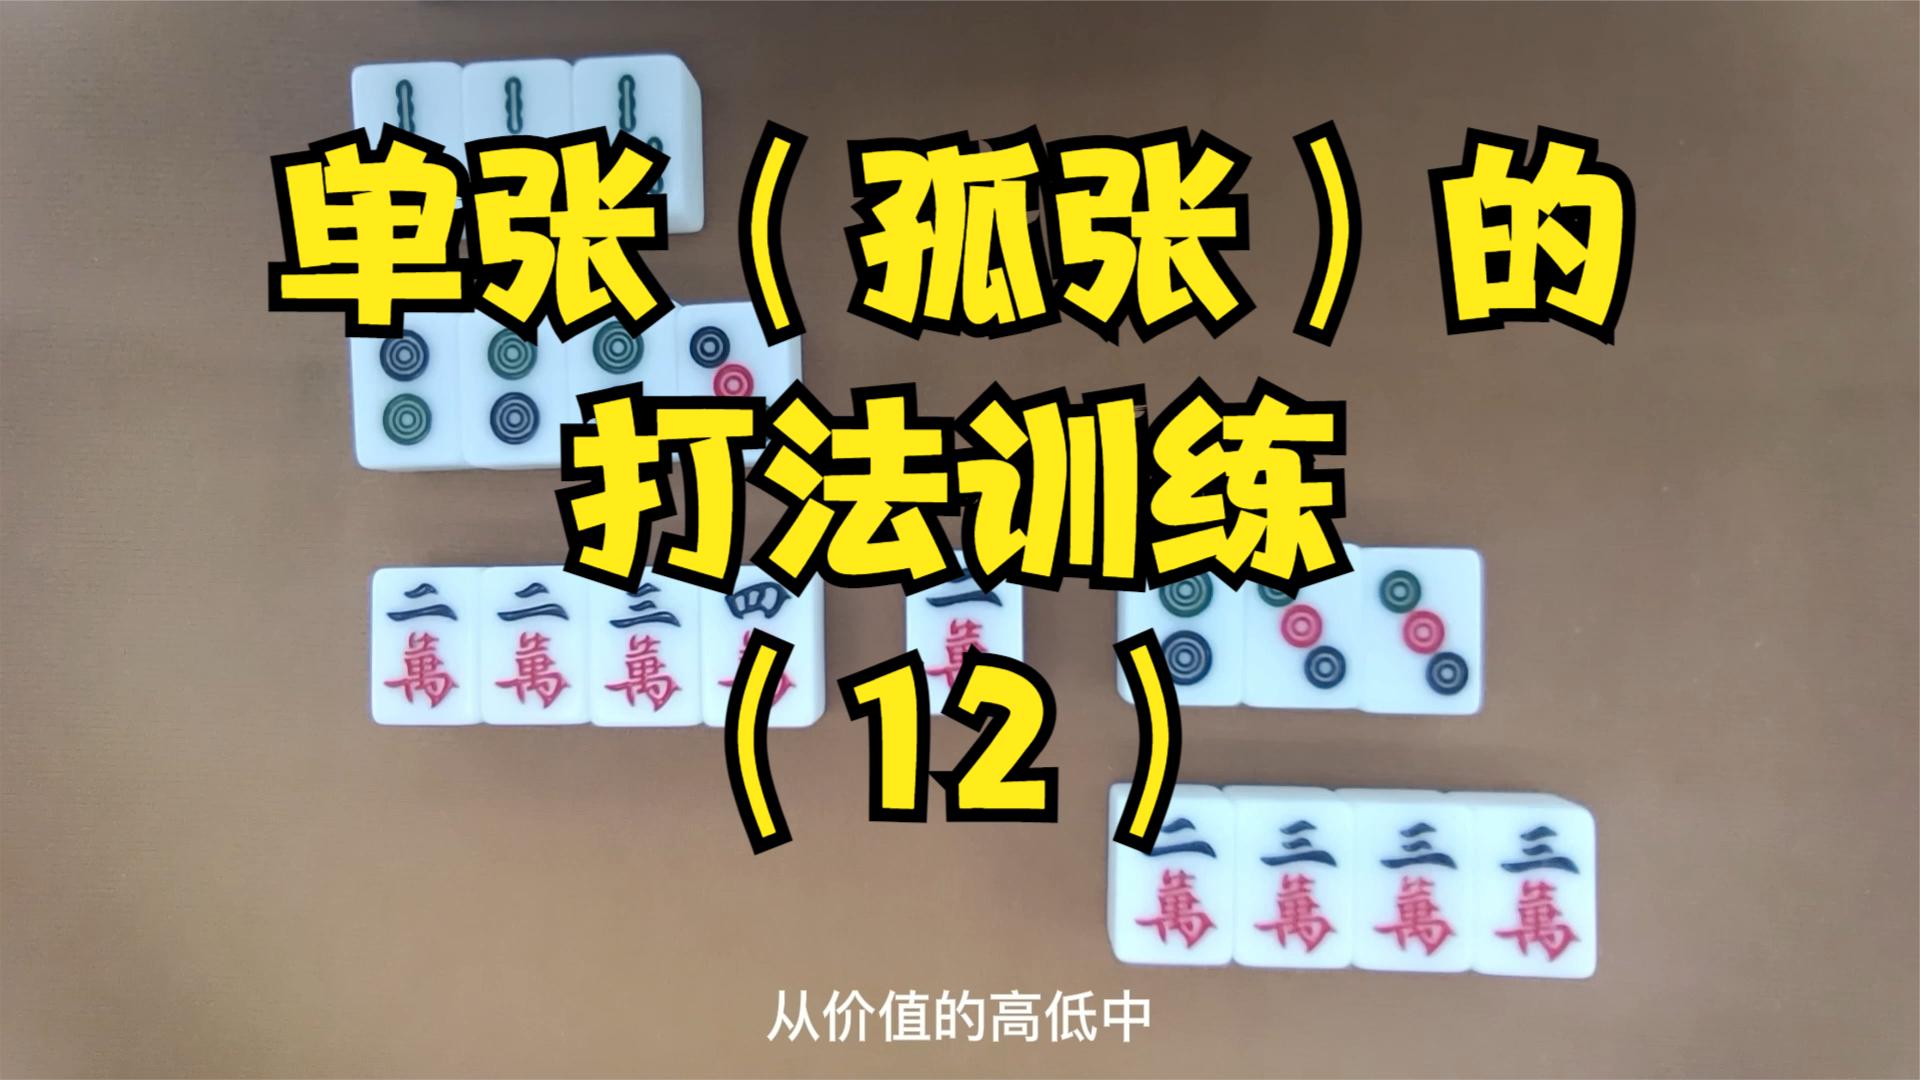 单张（孤张）的
打法训练
（12）
二萬 二萬 三萬 四萬 二萬
二萬 三萬 三萬 三萬
从价值的高低中